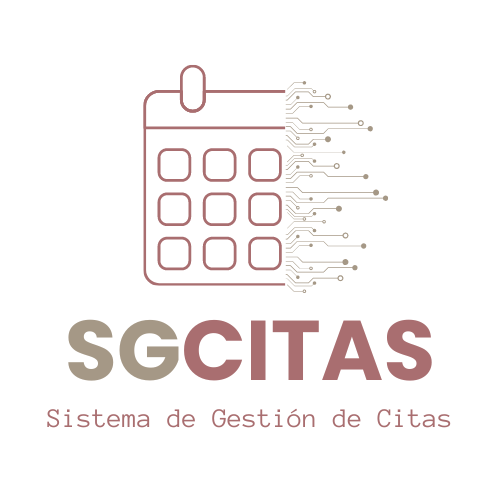 SGCITAS
Sistema de Gestión de Citas